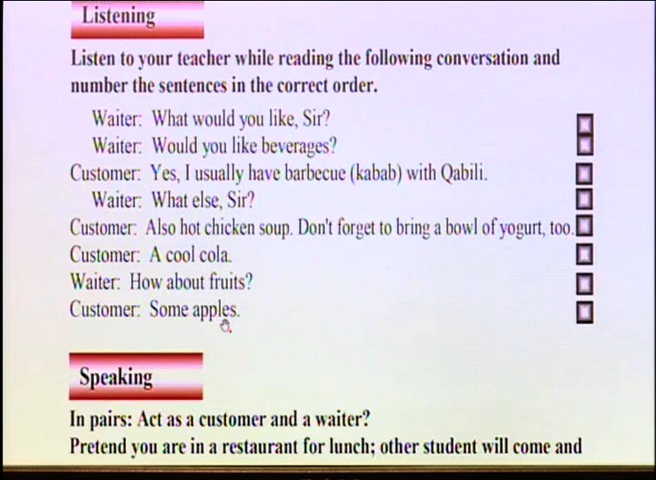 Listening
Listen to your teacher while reading the following conversation and
number the sentences in the correct order.
Waiter: What would you like, Sir?
Waiter: Would you like beverages?
Customer: Yes, I usually have barbecue (kabab) with Qabili.
Waiter: What else, Sir?
Customer: Also hot chicken soup. Don't forget to bring a bowl of yogurt, too.
Customer: A cool cola.
Waiter: How about fruits?
Customer: Some apples.
Speaking
In pairs: Act as a customer and a waiter?
Pretend you are in a restaurant for lunch; other student will come and